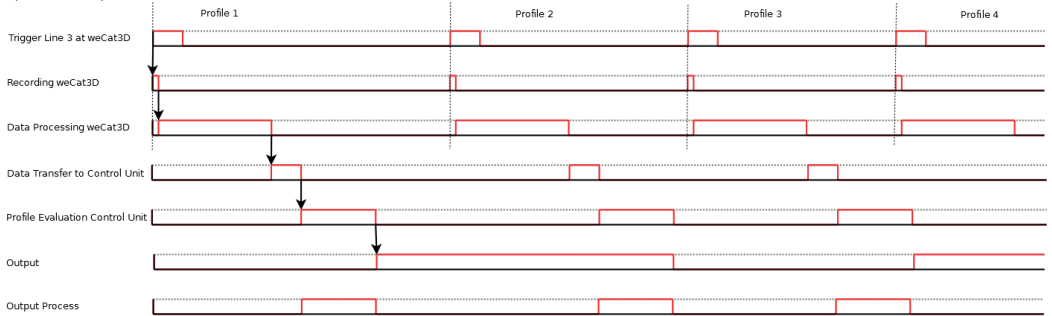 Profile 1
Profile 2
Profile 3
Profile 4
Trigger Line 3 at weCat3D
Recording weCat3D
Data Processing weCat3D
Data Transfer to Control Unit
Profile Evaluation Control Unit
Output
Output Process